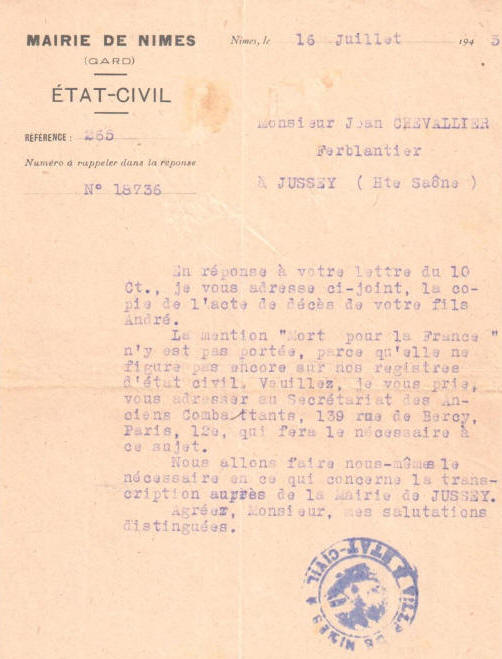 MAIRIE DE NIMES
(GARD)
ÉTAT-CIVIL
RÉFÉRENCE : 265
Numéro à rappeler dans la réponse
N° 18736
Nimes, le 16 Juillet 194 5
Monsieur Jean CHEVALLIER
Ferblantier
à JUSSEY ( Hte Saône )
En réponse à votre lettre du 10
Ct., je vous adresse ci-joint, la co-
pie de l'acte de décès de votre fils
André.
La mention "Mort pour la France "
n'y est pas portée, parce qu'elle ne
figure pas encore sur nos registres
d'état civil. Veuillez, je vous prie,
vous adresser au Secrétariat des An-
ciens Combattants, 139 rue de Bercy,
Paris, 12e, qui fera le nécessaire à
ce sujet.
Nous allons faire nous-mêmes le
nécessaire en ce qui concerne la trans-
cription auprès de la Mairie de JUSSEY.
Agréez, Monsieur, mes salutations
distinguées.
VILLE DE NIMES
ETAT-CIVIL